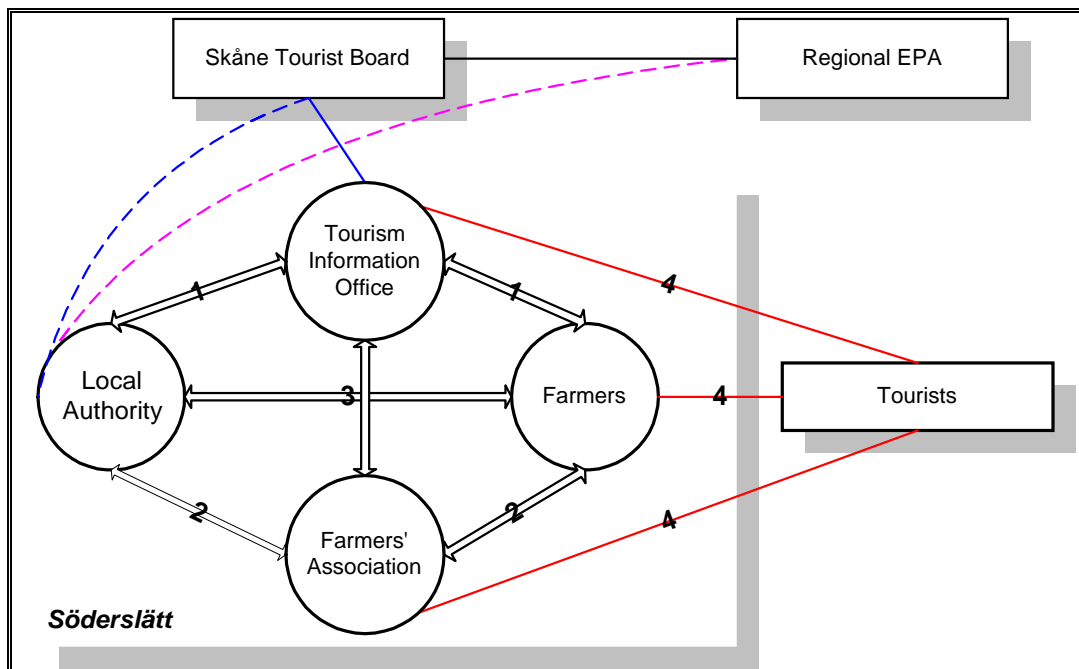 Skåne Tourist Board
Regional EPA
Tourism
Information
Office
1
1
4
Local
Authority
3
Farmers
4
Tourists
2
2
4
Farmers'
Association
Söderslätt